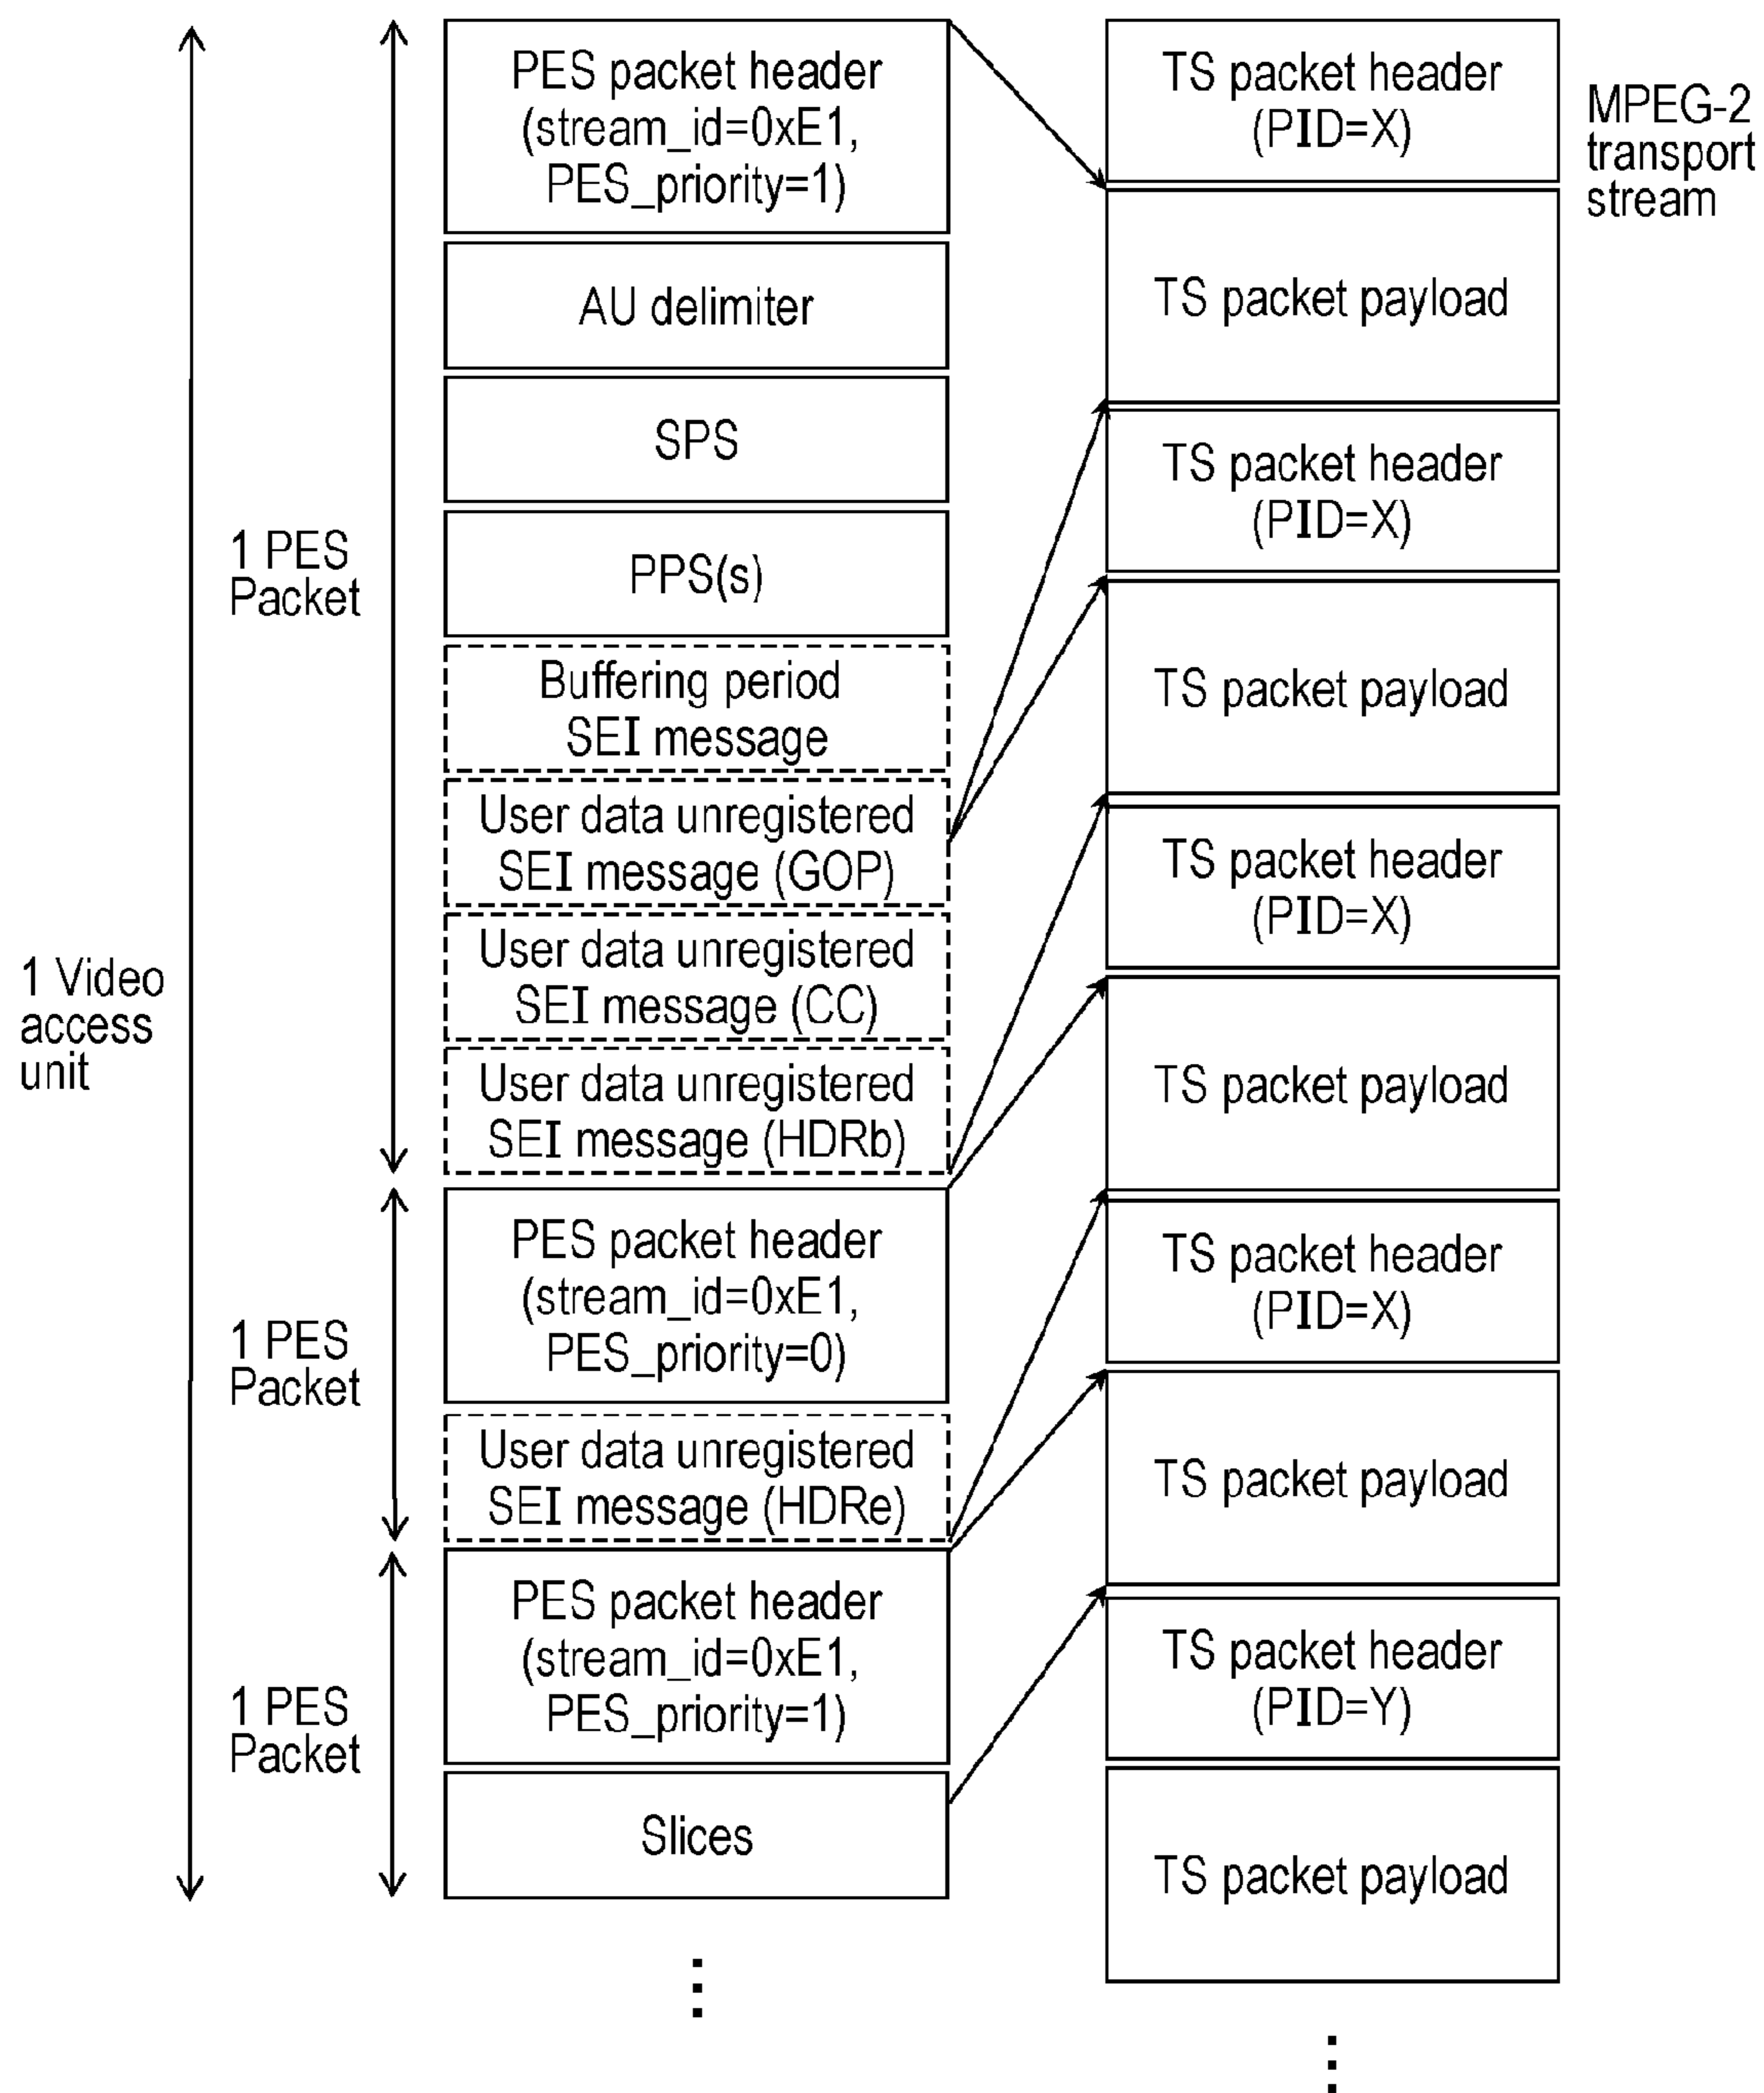 1 Video
access
unit
1 PES
Packet
1 PES
Packet
1 PES
Packet
PES packet header
(stream_id=0xE1,
PES_priority=1)
AU delimiter
SPS
PPS(s)
Buffering period
SEI message
User data unregistered
SEI message (GOP)
User data unregistered
SEI message (CC)
User data unregistered
SEI message (HDRb)
PES packet header
(stream_id=0xE1,
PES_priority=0)
User data unregistered
SEI message (HDRe)
PES packet header
(stream_id=0xE1,
PES_priority=1)
Slices
TS packet header
(PID=X)
TS packet payload
TS packet header
(PID=X)
TS packet payload
TS packet header
(PID=X)
TS packet payload
TS packet header
(PID=X)
TS packet payload
TS packet header
(PID=Y)
TS packet payload
MPEG-2
transport
stream